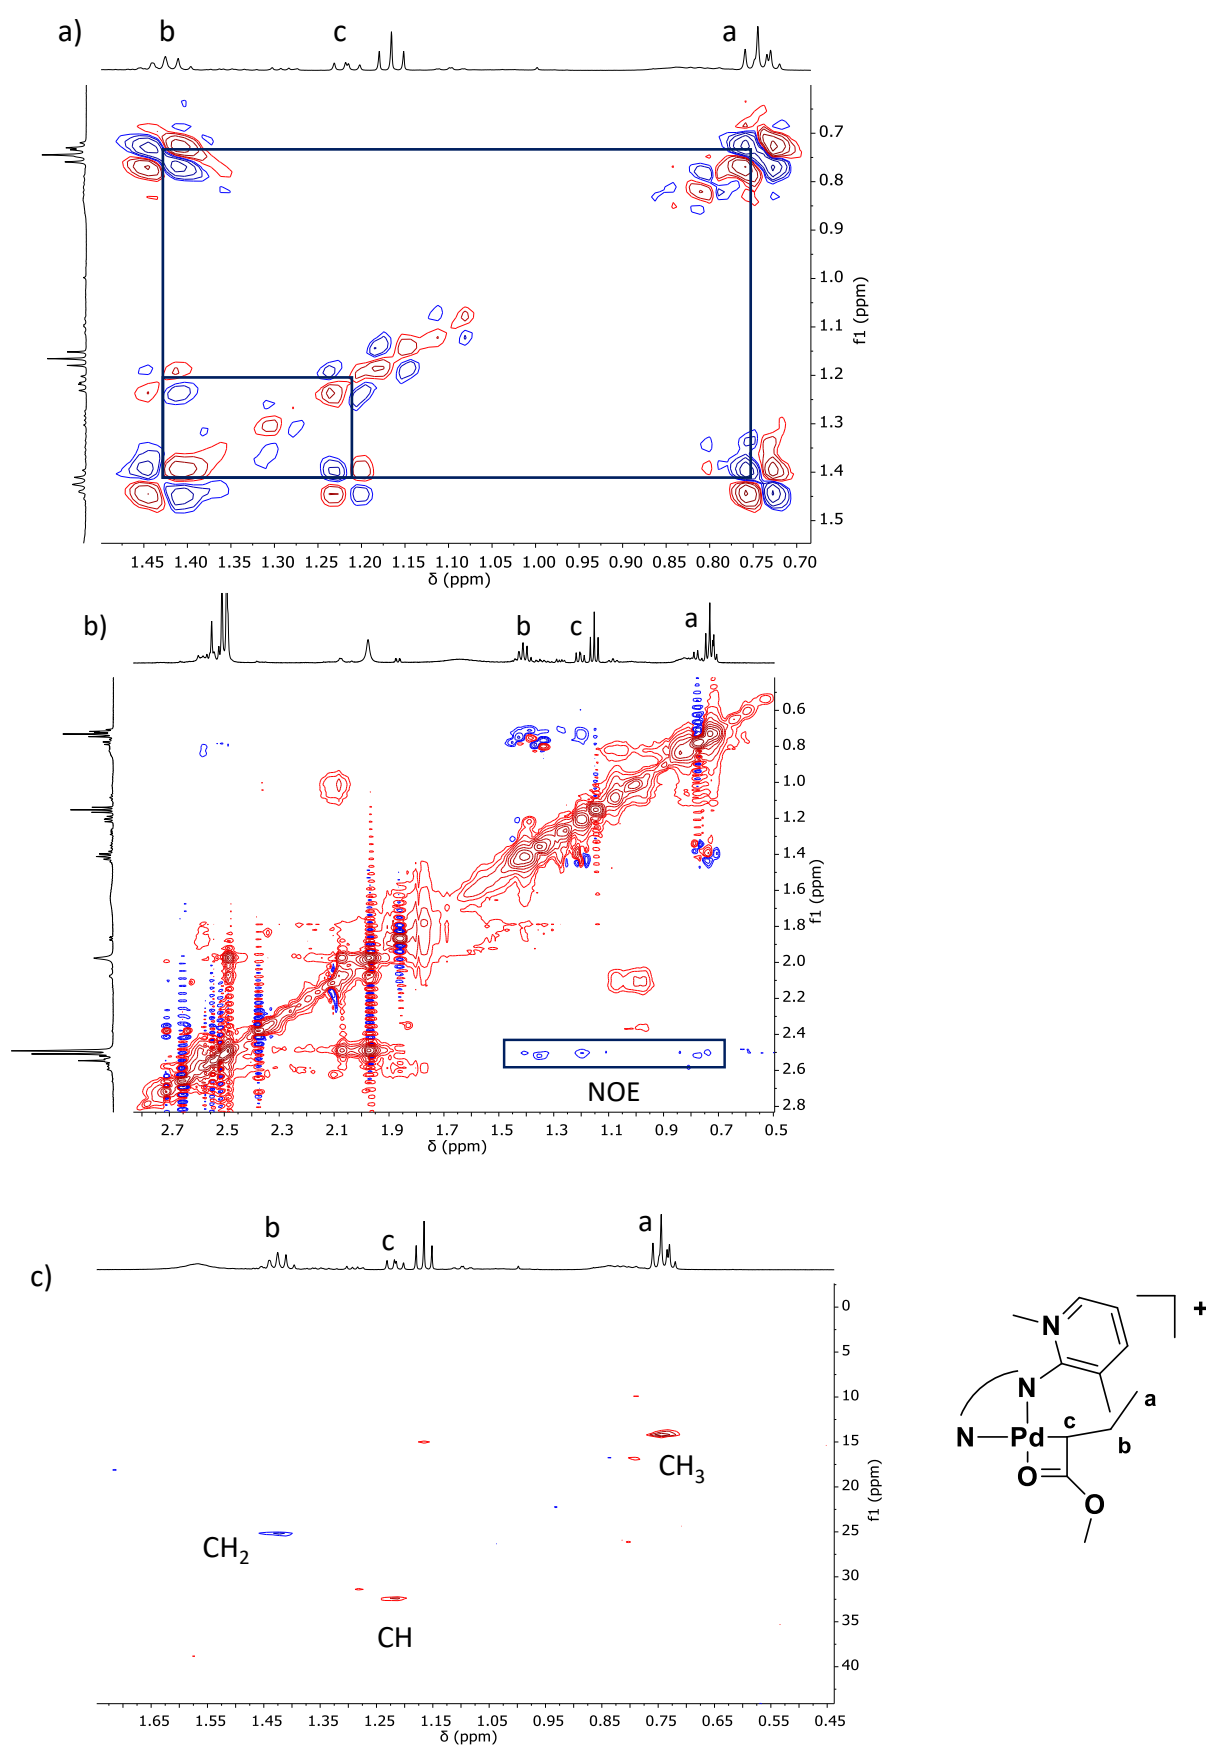 a)
b
c
a
0.7
0.8
0.9
1.0
1.1
1.2
1.3
1.4
1.5
f1 (ppm)
1.45 1.40 1.35 1.30 1.25 1.20 1.15 1.10 1.05 1.00 0.95 0.90 0.85 0.80 0.75 0.70
δ (ppm)
b)
b
c
a
0.6
0.8
1.0
1.2
1.4
1.6
1.8
2.0
2.2
2.4
2.6
2.8
f1 (ppm)
NOE
2.7 2.5 2.3 2.1 1.9 1.7 1.5 1.3 1.1 0.9 0.7 0.5
δ (ppm)
c)
b
c
a
0
5
10
15
20
25
30
35
40
f1 (ppm)
CH3
CH2
CH
1.65 1.55 1.45 1.35 1.25 1.15 1.05 0.95 0.85 0.75 0.65 0.55 0.45
δ (ppm)
+
N
N
a
c
N
Pd
b
O
O